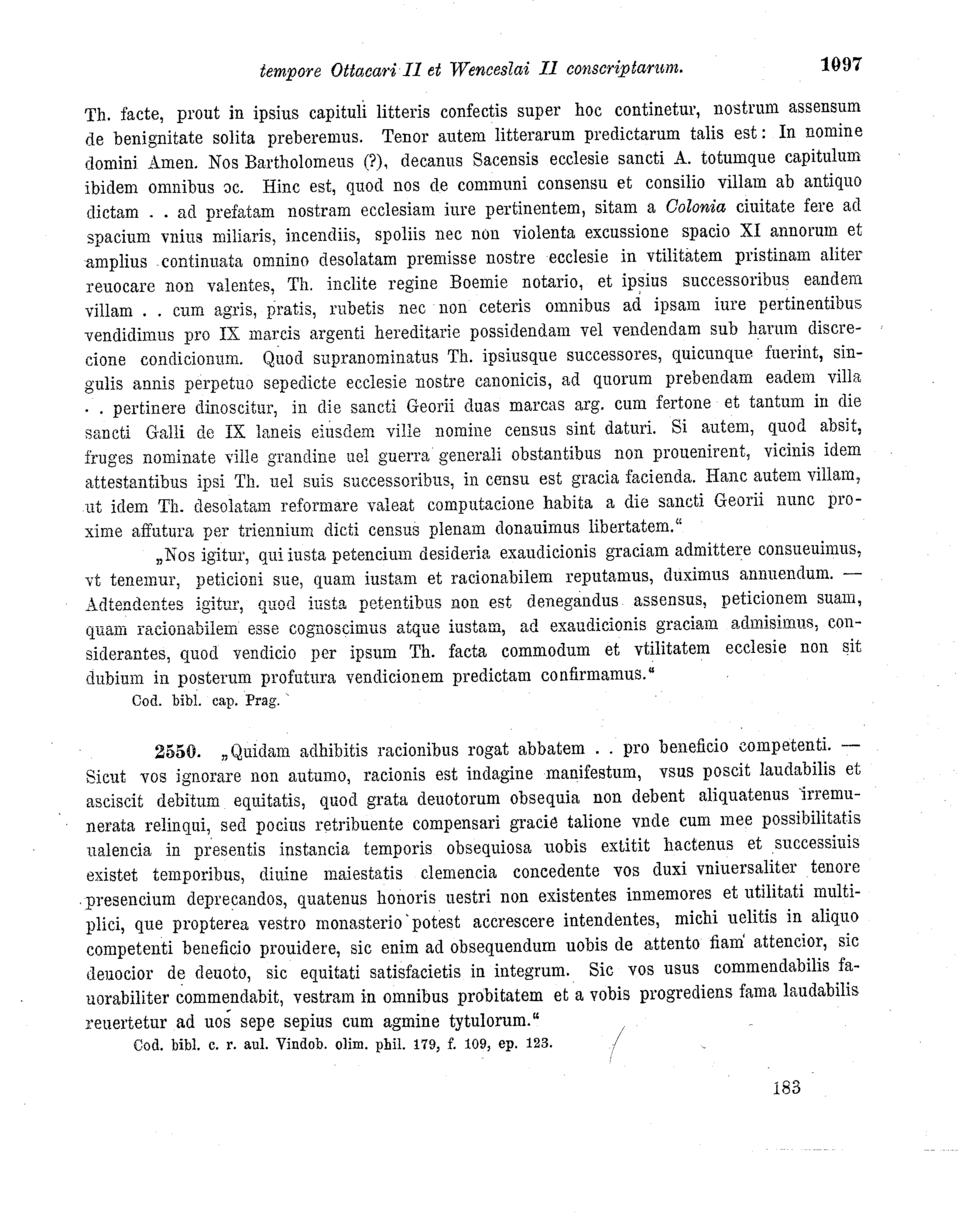 tempore Ottacari II et Wenceslai II conscriptarum. 1097
Th. facte, prout in ipsius capituli litteris confectis super hoc continetur, nostrum assensum
de benignitate solita preberemus. Tenor autem litterarum predictarum talis est: In nomine
domini Amen. Nos Bartholomeus (?), decanus Sacensis ecclesie sancti A. totumque capitulum
ibidem omnibus ɔc. Hinc est, quod nos de communi consensu et consilio villam ab antiquo
dictam . . ad prefatam nostram ecclesiam iure pertinentem, sitam a Colonia ciuitate fere ad
spacium vnius miliaris, incendiis, spoliis nec non violenta excussione spacio XI annorum et
amplius continuata omnino desolatam premisse nostre ecclesie in vtilitatem pristinam aliter
reuocare non valentes, Th. inclite regine Boemie notario, et ipsius successoribus eandem
villam . . cum agris, pratis, rubetis nec non ceteris omnibus ad ipsam iure pertinentibus
vendidimus pro IX marcis argenti hereditarie possidendam vel vendendam sub harum discre-
cione condicionum. Quod supranominatus Th. ipsiusque successores, quicunque fuerint, sin-
gulis annis perpetuo sepedicte ecclesie nostre canonicis, ad quorum prebendam eadem villa
. . pertinere dinoscitur, in die sancti Georii duas marcas arg. cum fertone et tantum in die
sancti Galli de IX laneis eiusdem ville nomine census sint daturi. Si autem, quod absit,
fruges nominate ville grandine uel guerra generali obstantibus non prouenirent, vicinis idem
attestantibus ipsi Th. uel suis successoribus, in censu est gracia facienda. Hanc autem villam,
ut idem Th. desolatam reformare valeat computacione habita a die sancti Georii nunc pro-
xime affutura per triennium dicti census plenam donauimus libertatem.“
„Nos igitur, qui iusta petencium desideria exaudicionis graciam admittere consueuimus,
vt tenemur, peticioni sue, quam iustam et racionabilem reputamus, duximus annuendum. —
Adtendentes igitur, quod iusta petentibus non est denegandus assensus, peticionem suam,
quam racionabilem esse cognoscimus atque iustam, ad exaudicionis graciam admisimus, con-
siderantes, quod vendicio per ipsum Th. facta commodum et vtilitatem ecclesie non sit
dubium in posterum profutura vendicionem predictam confirmamus.“
Cod. bibl. cap. Prag.
2550. „Quidam adhibitis racionibus rogat abbatem . . pro beneficio competenti. —
Sicut vos ignorare non autumo, racionis est indagine manifestum, vsus poscit laudabilis et
asciscit debitum equitatis, quod grata deuotorum obsequia non debent aliquatenus irremu-
nerata relinqui, sed pocius retribuente compensari gracie talione vnde cum mee possibilitatis
ualencia in presentis instancia temporis obsequiosa uobis extitit hactenus et successiuis
existet temporibus, diuine maiestatis clemencia concedente vos duxi vniuersaliter tenore
presencium deprecandos, quatenus honoris uestri non existentes inmemores et utilitati multi-
plici, que propterea vestro monasterio potest accrescere intendentes, michi uelitis in aliquo
competenti beneficio prouidere, sic enim ad obsequendum uobis de attento fiam attencior, sic
deuocior de deuoto, sic equitati satisfacietis in integrum. Sic vos usus commendabilis fa-
uorabiliter commendabit, vestram in omnibus probitatem et a vobis progrediens fama laudabilis
reuertetur ad uos sepe sepius cum agmine tytulorum.“
Cod. bibl. c. r. aul. Vindob. olim. phil. 179, f. 109, ep. 123.
183